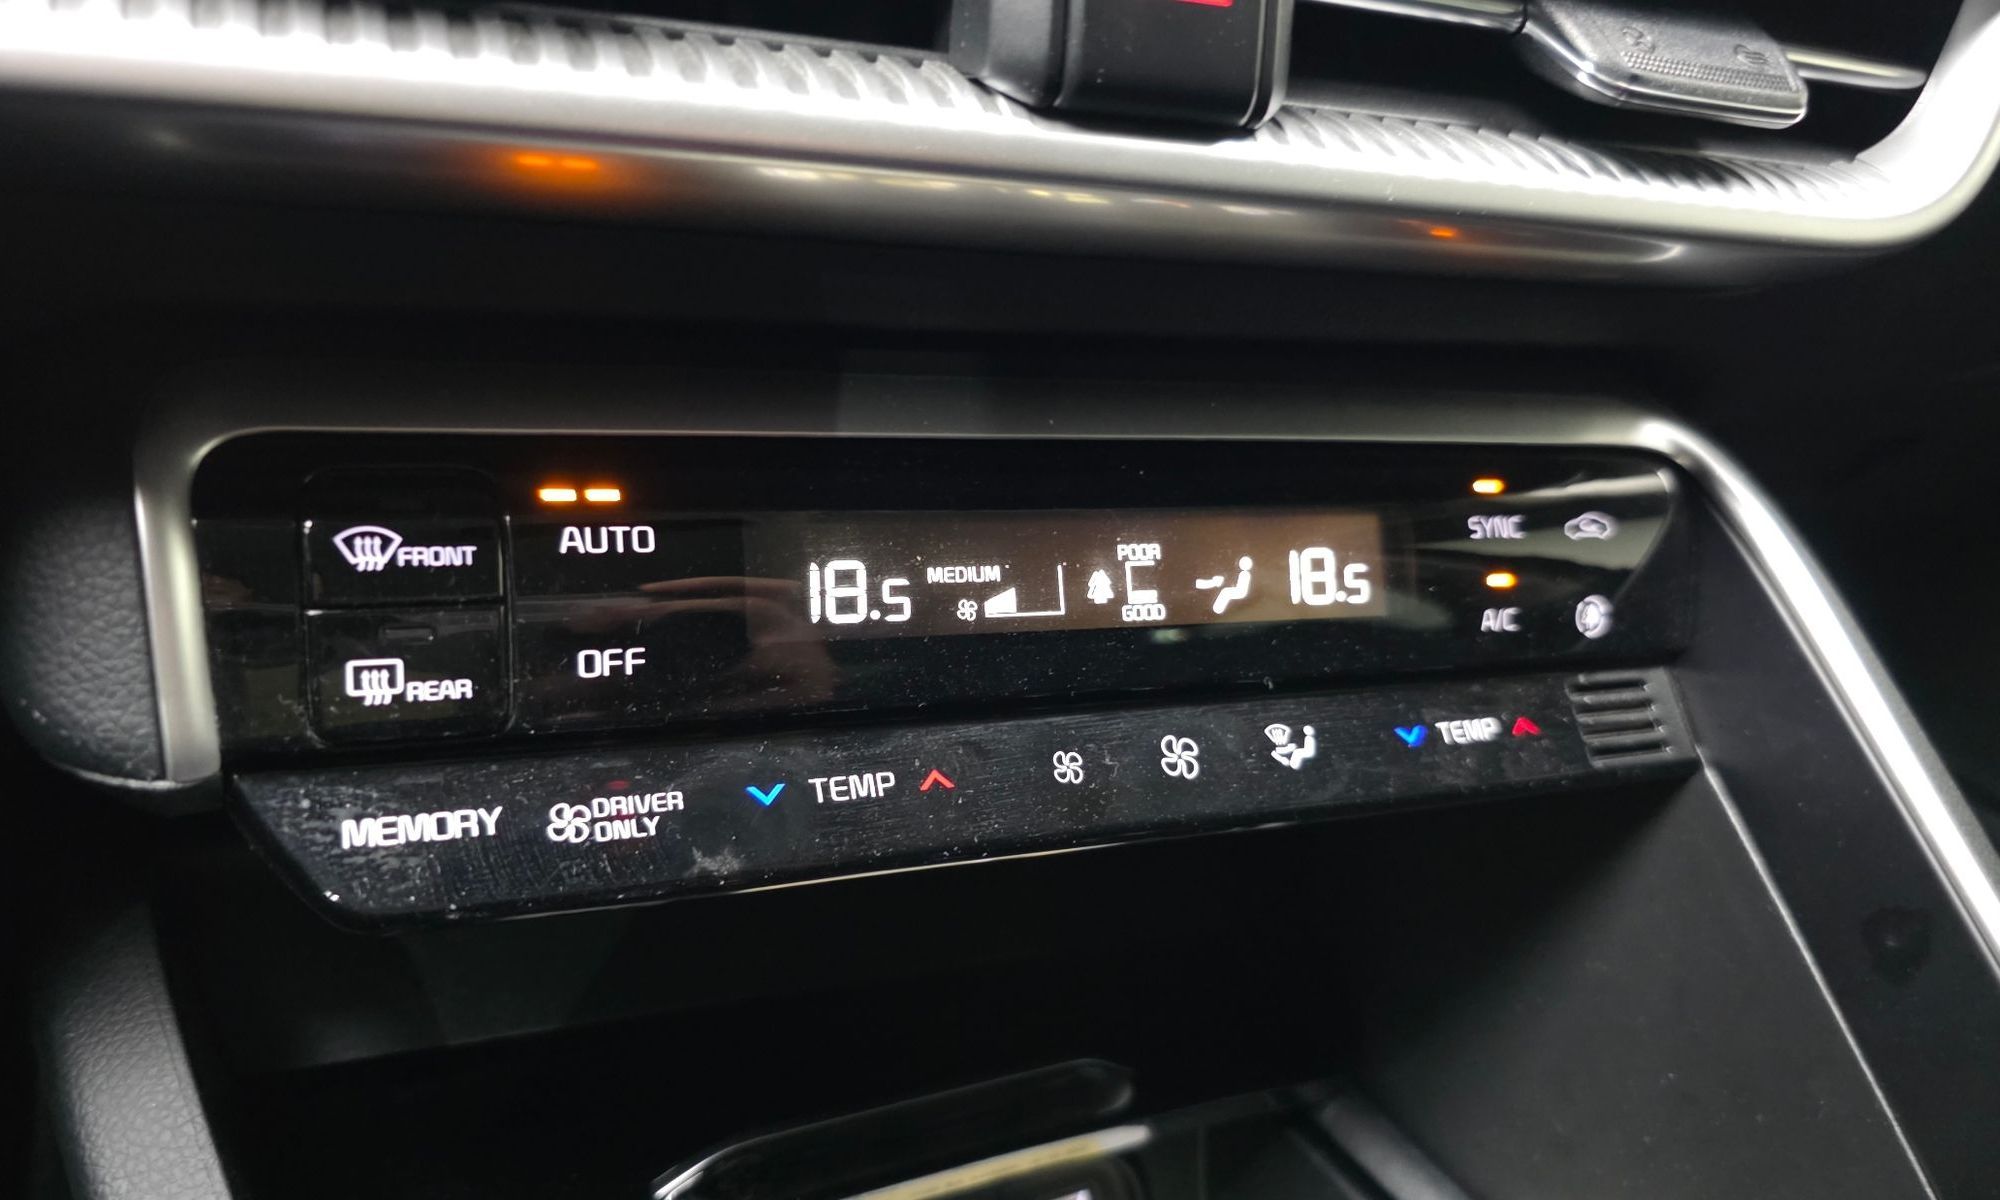 FRONT
AUTO
REAR
OFF
18.5
MEDIUM
POOR
GOOD
18.5
SYNC
A/C
MEMORY
DRIVER
ONLY
TEMP
TEMP